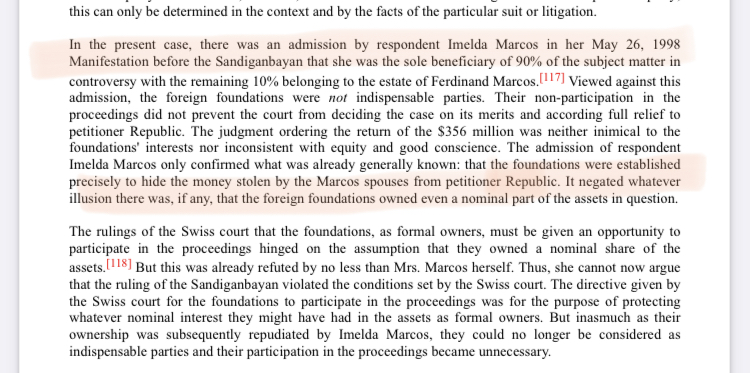 this can only be determined in the context and by the facts of the particular suit or litigation.
In the present case, there was an admission by respondent Imelda Marcos in her May 26, 1998
Manifestation before the Sandiganbayan that she was the sole beneficiary of 90% of the subject matter in
controversy with the remaining 10% belonging to the estate of Ferdinand Marcos.[117] Viewed against this
admission, the foreign foundations were not indispensable parties. Their non-participation in the
proceedings did not prevent the court from deciding the case on its merits and according full relief to
petitioner Republic. The judgment ordering the return of the $356 million was neither inimical to the
foundations' interests nor inconsistent with equity and good conscience. The admission of respondent
Imelda Marcos only confirmed what was already generally known: that the foundations were established
precisely to hide the money stolen by the Marcos spouses from petitioner Republic. It negated whatever
illusion there was, if any, that the foreign foundations owned even a nominal part of the assets in question.
The rulings of the Swiss court that the foundations, as formal owners, must be given an opportunity to
participate in the proceedings hinged on the assumption that they owned a nominal share of the
assets.[118] But this was already refuted by no less than Mrs. Marcos herself. Thus, she cannot now argue
that the ruling of the Sandiganbayan violated the conditions set by the Swiss court. The directive given by
the Swiss court for the foundations to participate in the proceedings was for the purpose of protecting
whatever nominal interest they might have had in the assets as formal owners. But inasmuch as their
ownership was subsequently repudiated by Imelda Marcos, they could no longer be considered as
indispensable parties and their participation in the proceedings became unnecessary.